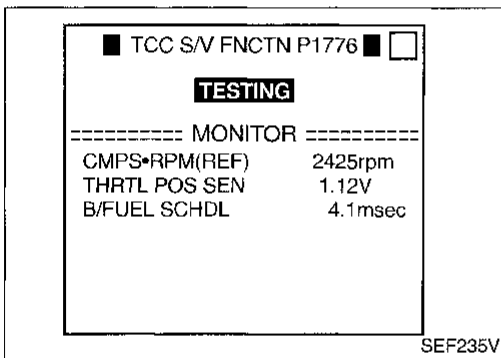 ■ TCC S/V FNCTN P1776 ■
TESTING
========== MONITOR ==========
CMPS•RPM(REF) 2425rpm
THRTL POS SEN 1.12V
B/FUEL SCHDL 4.1msec
SEF235V